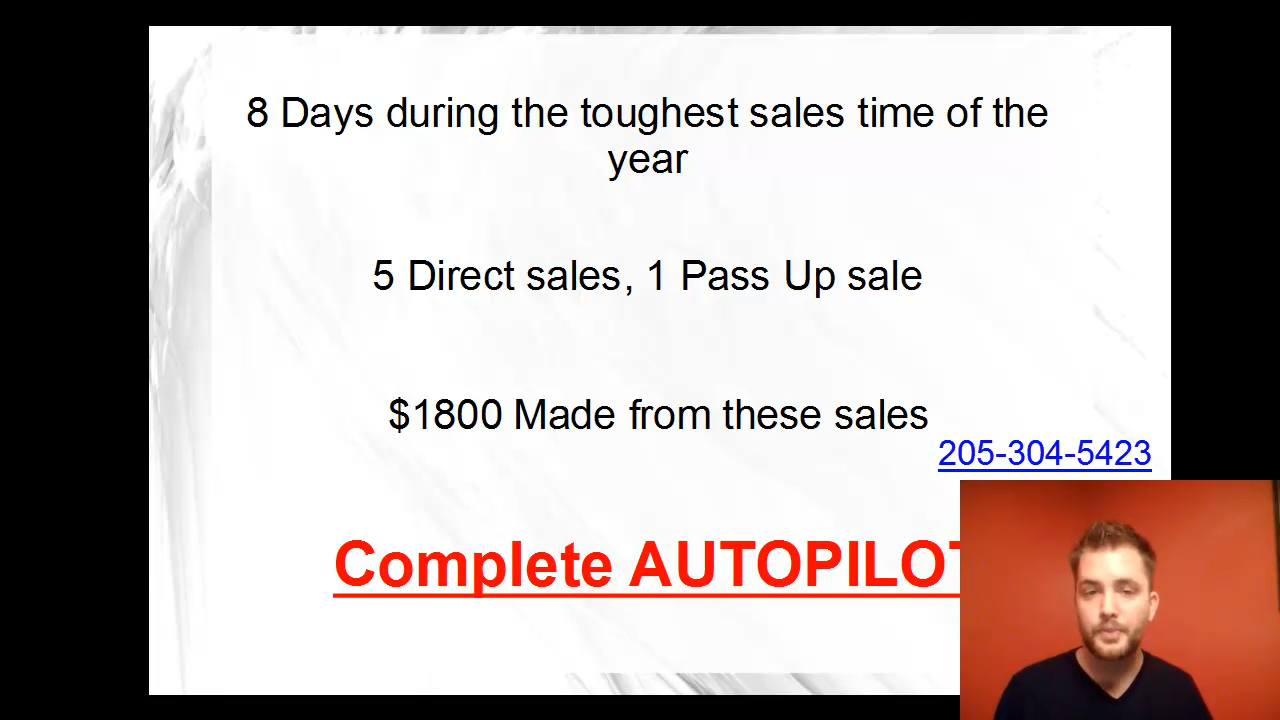 8 Days during the toughest sales time of the
year
5 Direct sales, 1 Pass Up sale
$1800 Made from these sales
205-304-5423
Complete AUTOPILOT